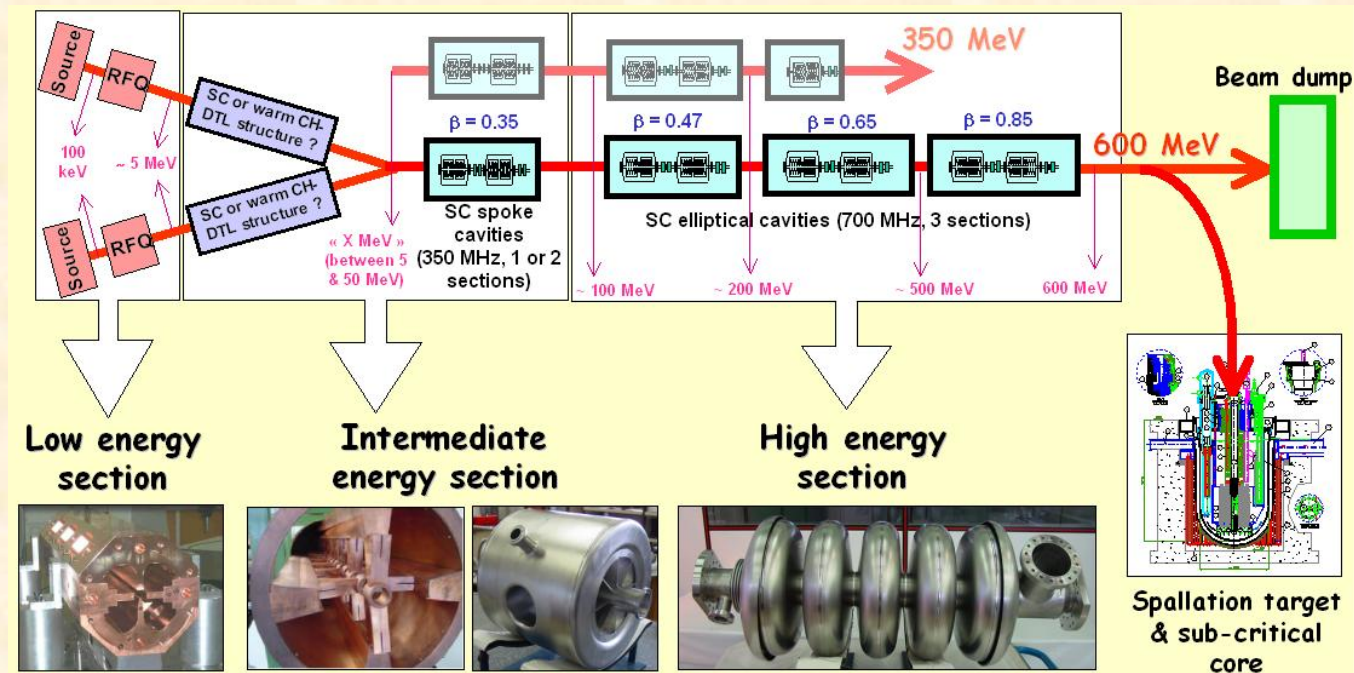 Source
RFQ
SC or warm CH-
DTL structure ?
100
keV
~ 5 MeV
SC or warm CH-
DTL structure ?
Source
RFQ
350 MeV
β = 0.35
β = 0.47
β = 0.65
β = 0.85
600 MeV
Beam dump
« X MeV »
(between 5
& 50 MeV)
SC spoke
cavities
(350 MHz, 1 or 2
sections)
SC elliptical cavities (700 MHz, 3 sections)
~ 100 MeV
~ 200 MeV
~ 500 MeV
600 MeV
Low energy
section
Intermediate
energy section
High energy
section
Spallation target
& sub-critical
core